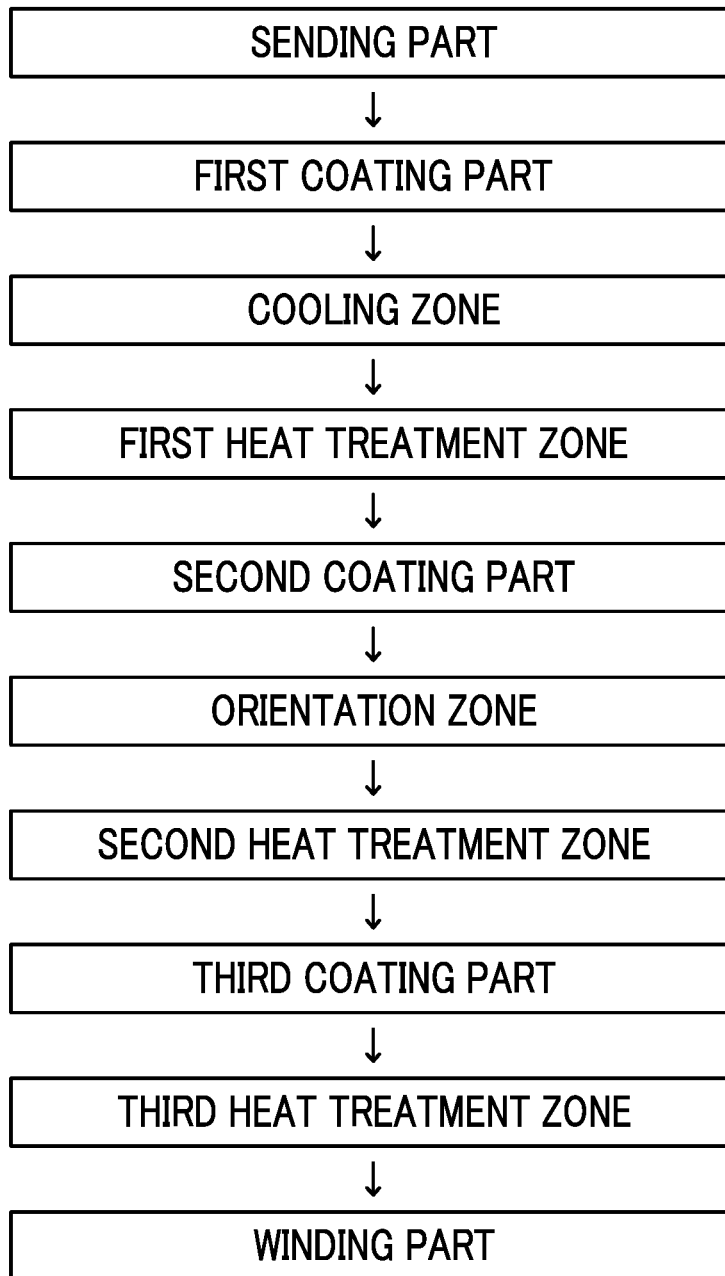 SENDING PART
↓
FIRST COATING PART
↓
COOLING ZONE
↓
FIRST HEAT TREATMENT ZONE
↓
SECOND COATING PART
↓
ORIENTATION ZONE
↓
SECOND HEAT TREATMENT ZONE
↓
THIRD COATING PART
↓
THIRD HEAT TREATMENT ZONE
↓
WINDING PART